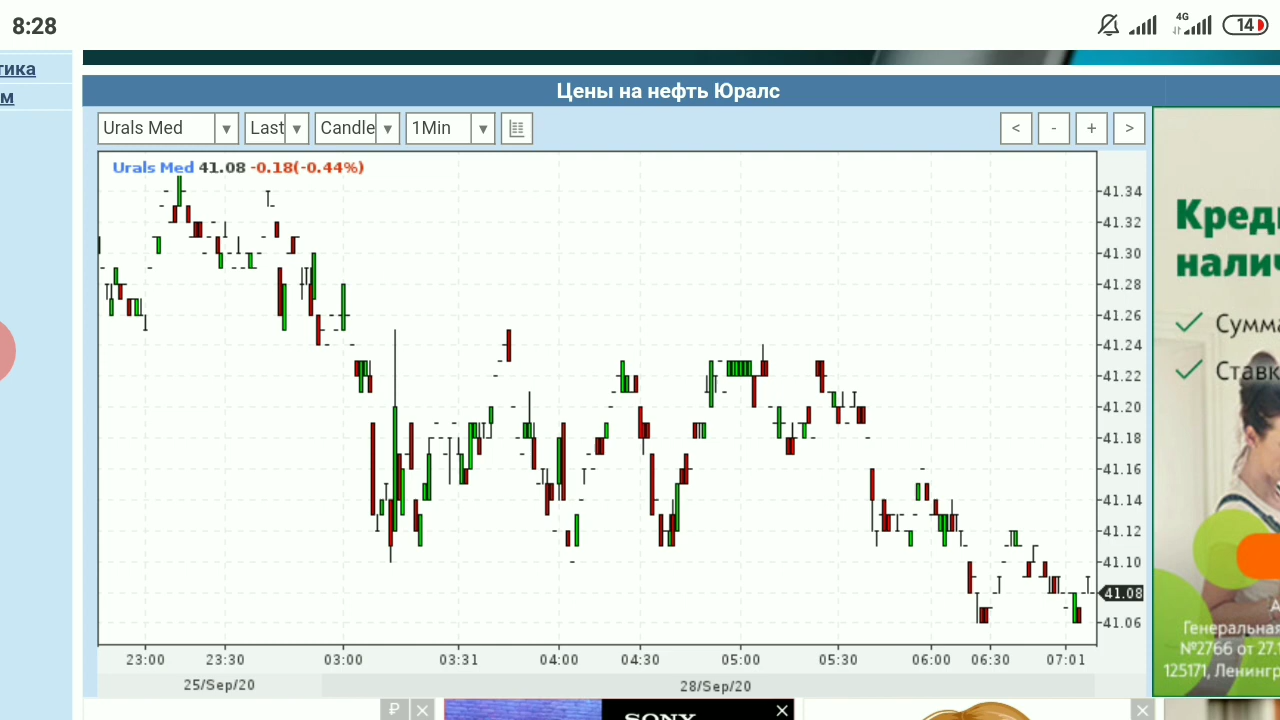 8:28
4G
14
тика
м
Цены на нефть Юралс
Urals Med
Last
Candle
1Min
<
-
+
>
Urals Med 41.08 -0.18(-0.44%)
41.34
41.32
41.30
41.28
41.26
41.24
41.22
41.20
41.18
41.16
41.14
41.12
41.10
41.08
41.06
23:00 23:30 03:00 03:31 04:00 04:30 05:00 05:30 06:00 06:30 07:01
25/Sep/20 28/Sep/20
Кред
налич
Сумма
Ставк
А
Генеральная
№2766 от 27.1
125171, Ленингр
₽
SONY